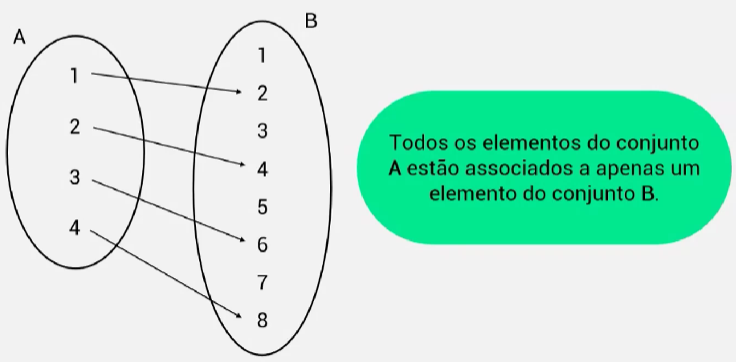 A
1
2
3
4
B
1
2
3
4
5
6
7
8
Todos os elementos do conjunto
A estão associados a apenas um
elemento do conjunto B.